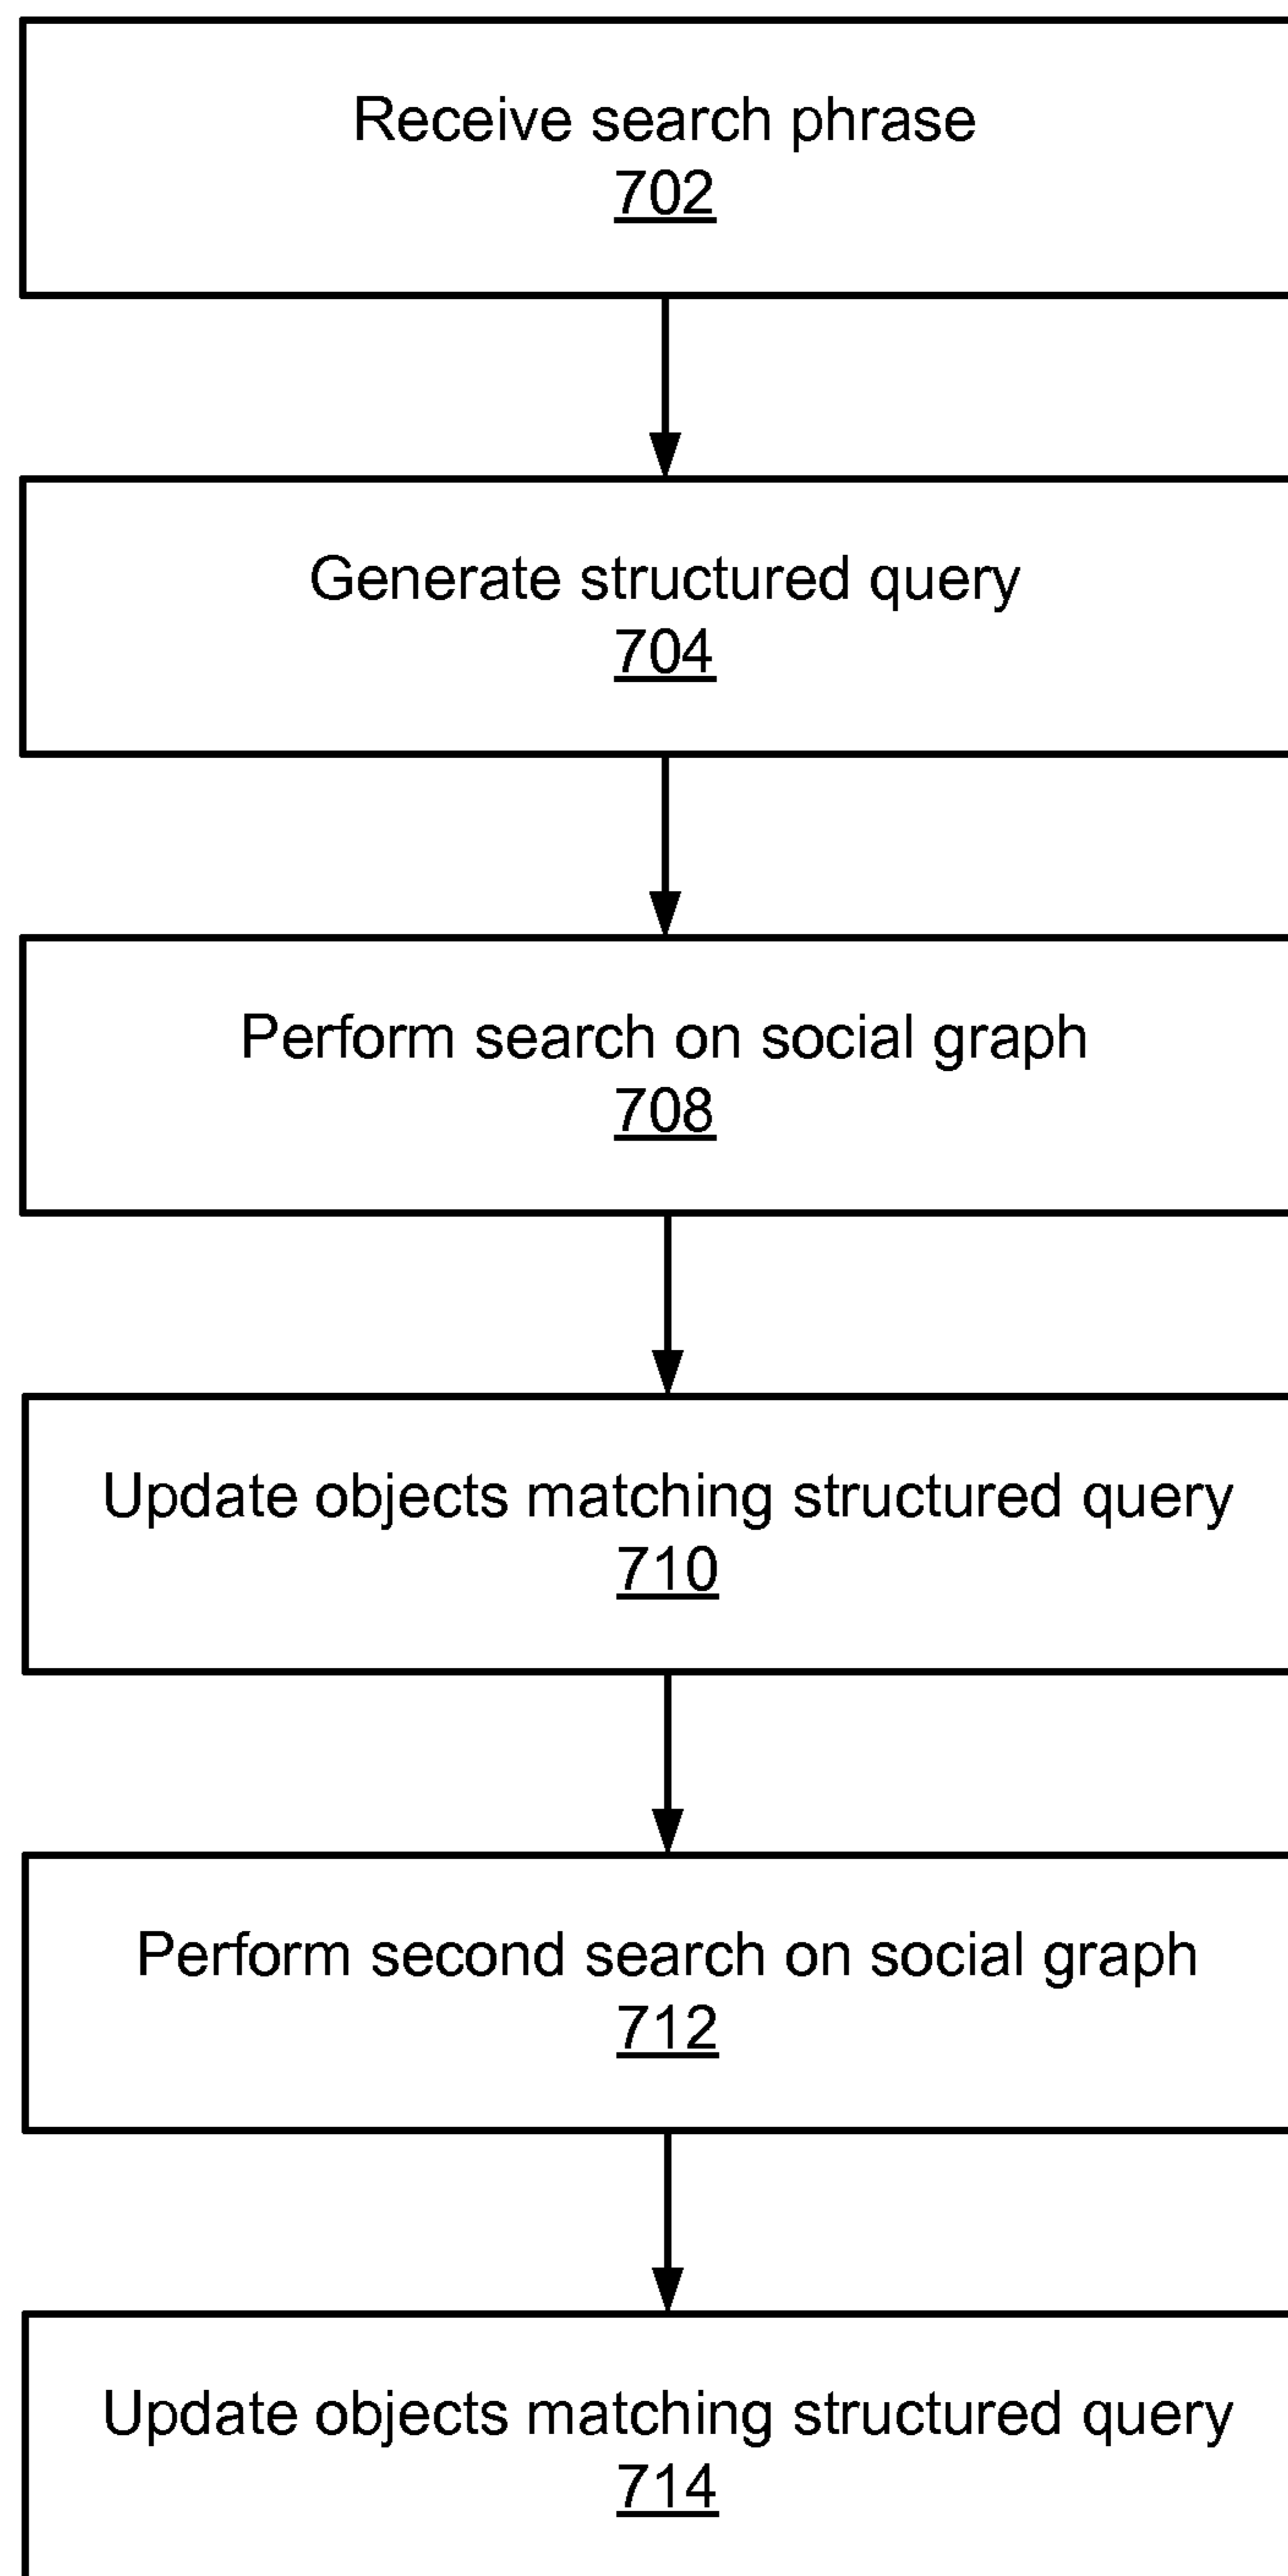 Receive search phrase
702
Generate structured query
704
Perform search on social graph
708
Update objects matching structured query
710
Perform second search on social graph
712
Update objects matching structured query
714